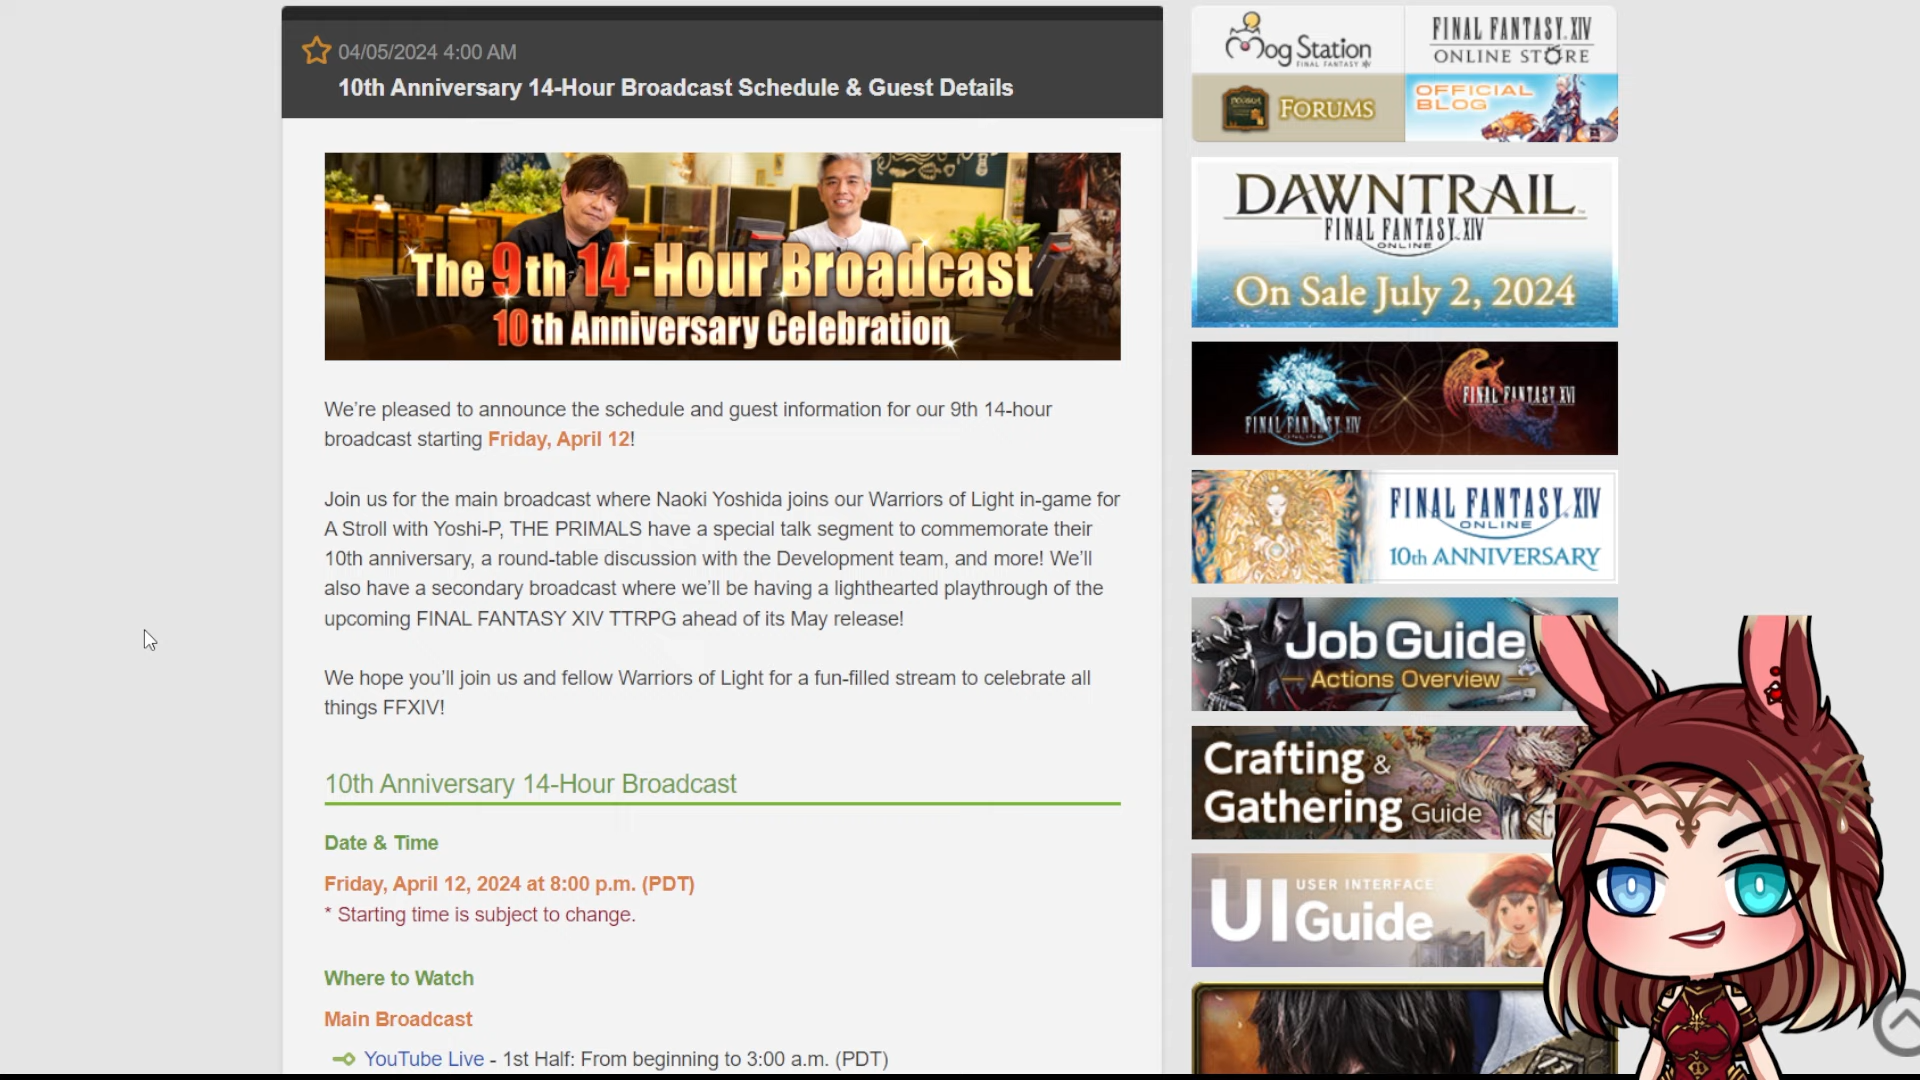 04/05/2024 4:00 AM
10th Anniversary 14-Hour Broadcast Schedule & Guest Details
The 9th 14-Hour Broadcast
10th Anniversary Celebration
We’re pleased to announce the schedule and guest information for our 9th 14-hour
broadcast starting Friday, April 12!
Join us for the main broadcast where Naoki Yoshida joins our Warriors of Light in-game for
A Stroll with Yoshi-P, THE PRIMALS have a special talk segment to commemorate their
10th anniversary, a round-table discussion with the Development team, and more! We’ll
also have a secondary broadcast where we’ll be having a lighthearted playthrough of the
upcoming FINAL FANTASY XIV TTRPG ahead of its May release!
We hope you’ll join us and fellow Warriors of Light for a fun-filled stream to celebrate all
things FFXIV!
10th Anniversary 14-Hour Broadcast
Date & Time
Friday, April 12, 2024 at 8:00 p.m. (PDT)
* Starting time is subject to change.
Where to Watch
Main Broadcast
YouTube Live - 1st Half: From beginning to 3:00 a.m. (PDT)
Mog Station
FINAL FANTASY XIV
FINAL FANTASY XIV
ONLINE STORE
FORUMS
OFFICIAL
BLOG
DAWNTRAIL™
FINAL FANTASY XIV
ONLINE
On Sale July 2, 2024
FINAL FANTASY XIV
ONLINE
FINAL FANTASY XVI
FINAL FANTASY XIV
ONLINE
10th ANNIVERSARY
Job Guide
Actions Overview
Crafting &
Gathering Guide
UI USER INTERFACE
Guide